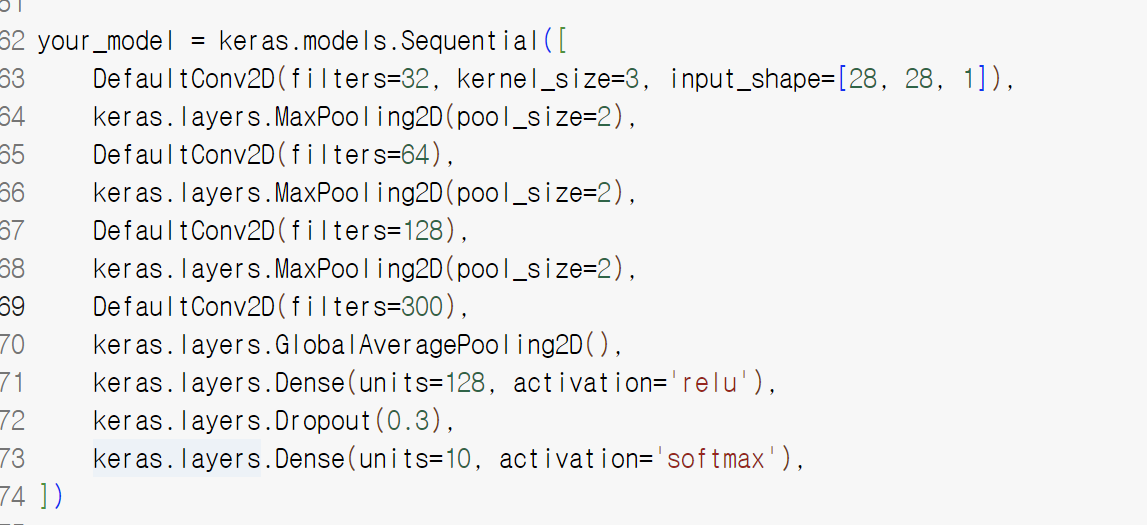 61
62 your_model = keras.models.Sequential([
63     DefaultConv2D(filters=32, kernel_size=3, input_shape=[28, 28, 1]),
64     keras.layers.MaxPooling2D(pool_size=2),
65     DefaultConv2D(filters=64),
66     keras.layers.MaxPooling2D(pool_size=2),
67     DefaultConv2D(filters=128),
68     keras.layers.MaxPooling2D(pool_size=2),
69     DefaultConv2D(filters=300),
70     keras.layers.GlobalAveragePooling2D(),
71     keras.layers.Dense(units=128, activation='relu'),
72     keras.layers.Dropout(0.3),
73     keras.layers.Dense(units=10, activation='softmax'),
74 ])